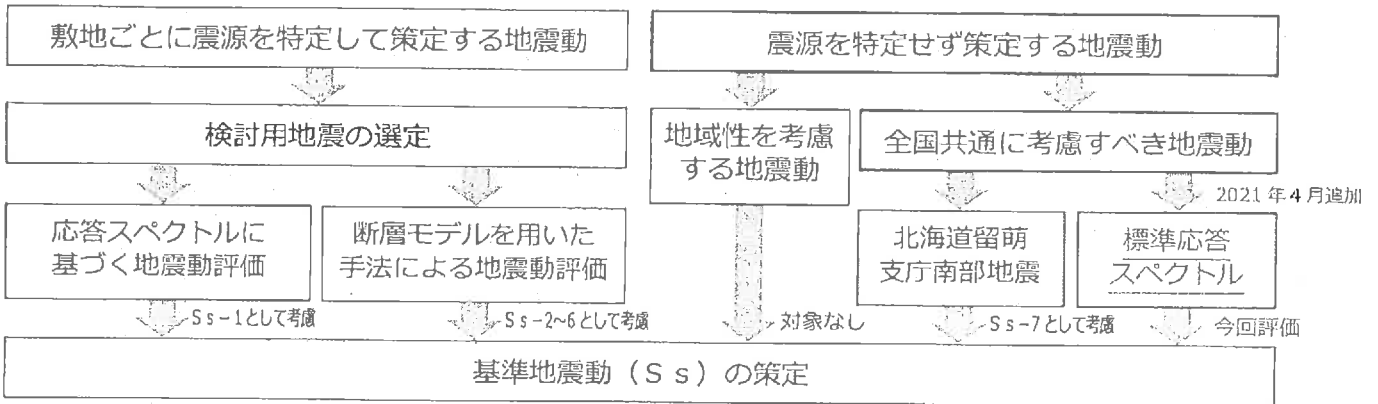 敷地ごとに震源を特定して策定する地震動
震源を特定せず策定する地震動
検討用地震の選定
地域性を考慮
する地震動
全国共通に考慮すべき地震動
2021年4月追加
応答スペクトルに
基づく地震動評価
断層モデルを用いた
手法による地震動評価
北海道留萌
支庁南部地震
標準応答
スペクトル
Ss-1として考慮
Ss-2~6として考慮
対象なし
Ss-7として考慮
今回評価
基準地震動（Ss）の策定